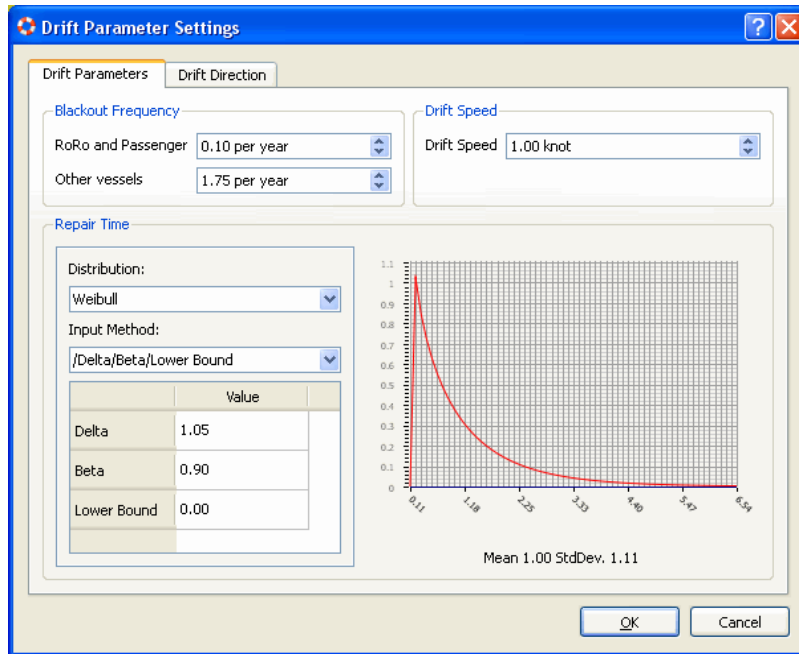 Drift Parameter Settings
Drift Parameters
Drift Direction
Blackout Frequency
RoRo and Passenger 0.10 per year
Other vessels 1.75 per year
Drift Speed
Drift Speed 1.00 knot
Repair Time
Distribution:
Weibull
Input Method:
/Delta/Beta/Lower Bound
Value
Delta 1.05
Beta 0.90
Lower Bound 0.00
1.1
1
0.9
0.8
0.7
0.6
0.5
0.4
0.3
0.2
0.1
0
0.11 1.18 2.25 3.33 4.40 5.47 6.54
Mean 1.00 StdDev. 1.11
OK Cancel